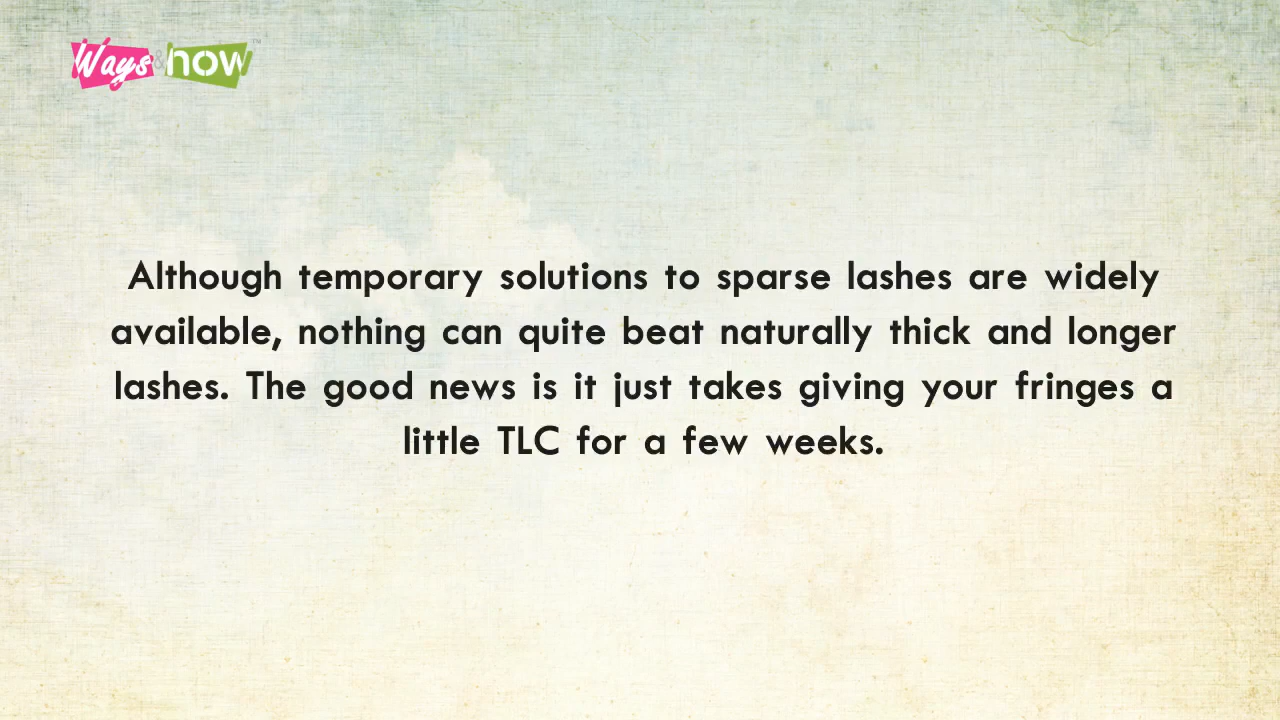 Ways & how™
Although temporary solutions to sparse lashes are widely
available, nothing can quite beat naturally thick and longer
lashes. The good news is it just takes giving your fringes a
little TLC for a few weeks.